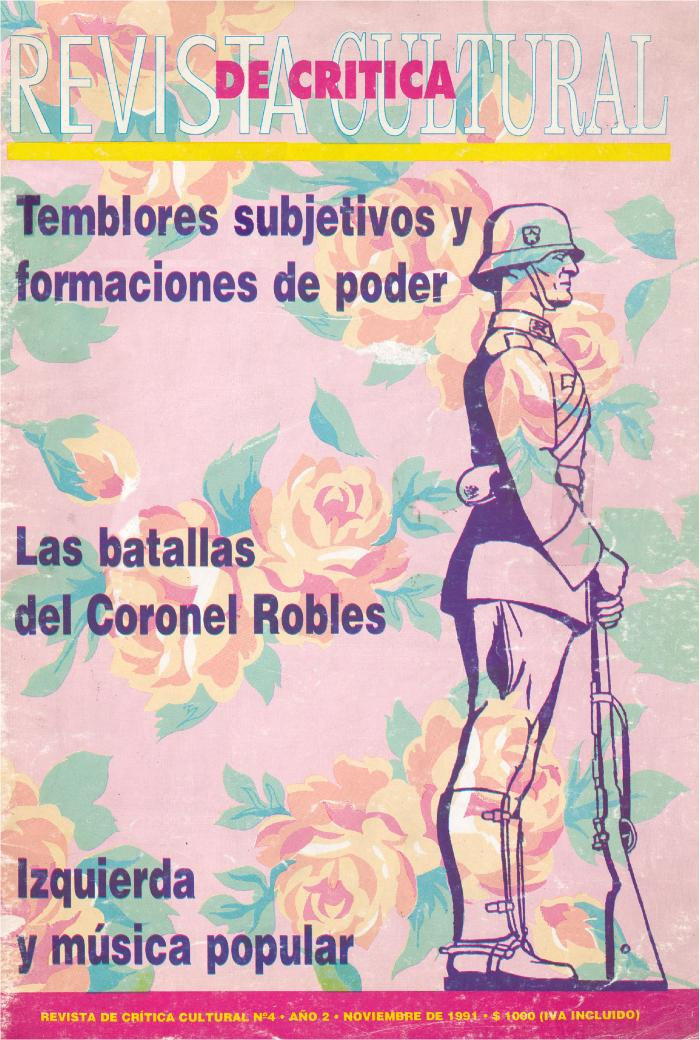 REVISTA CULTURAL
DE CRITICA
Temblores subjetivos y
formaciones de poder
Las batallas
del Coronel Robles
Izquierda
y música popular
REVISTA DE CRÍTICA CULTURAL Nº4 • AÑO 2 • NOVIEMBRE DE 1991 • $ 1000 (IVA INCLUIDO)